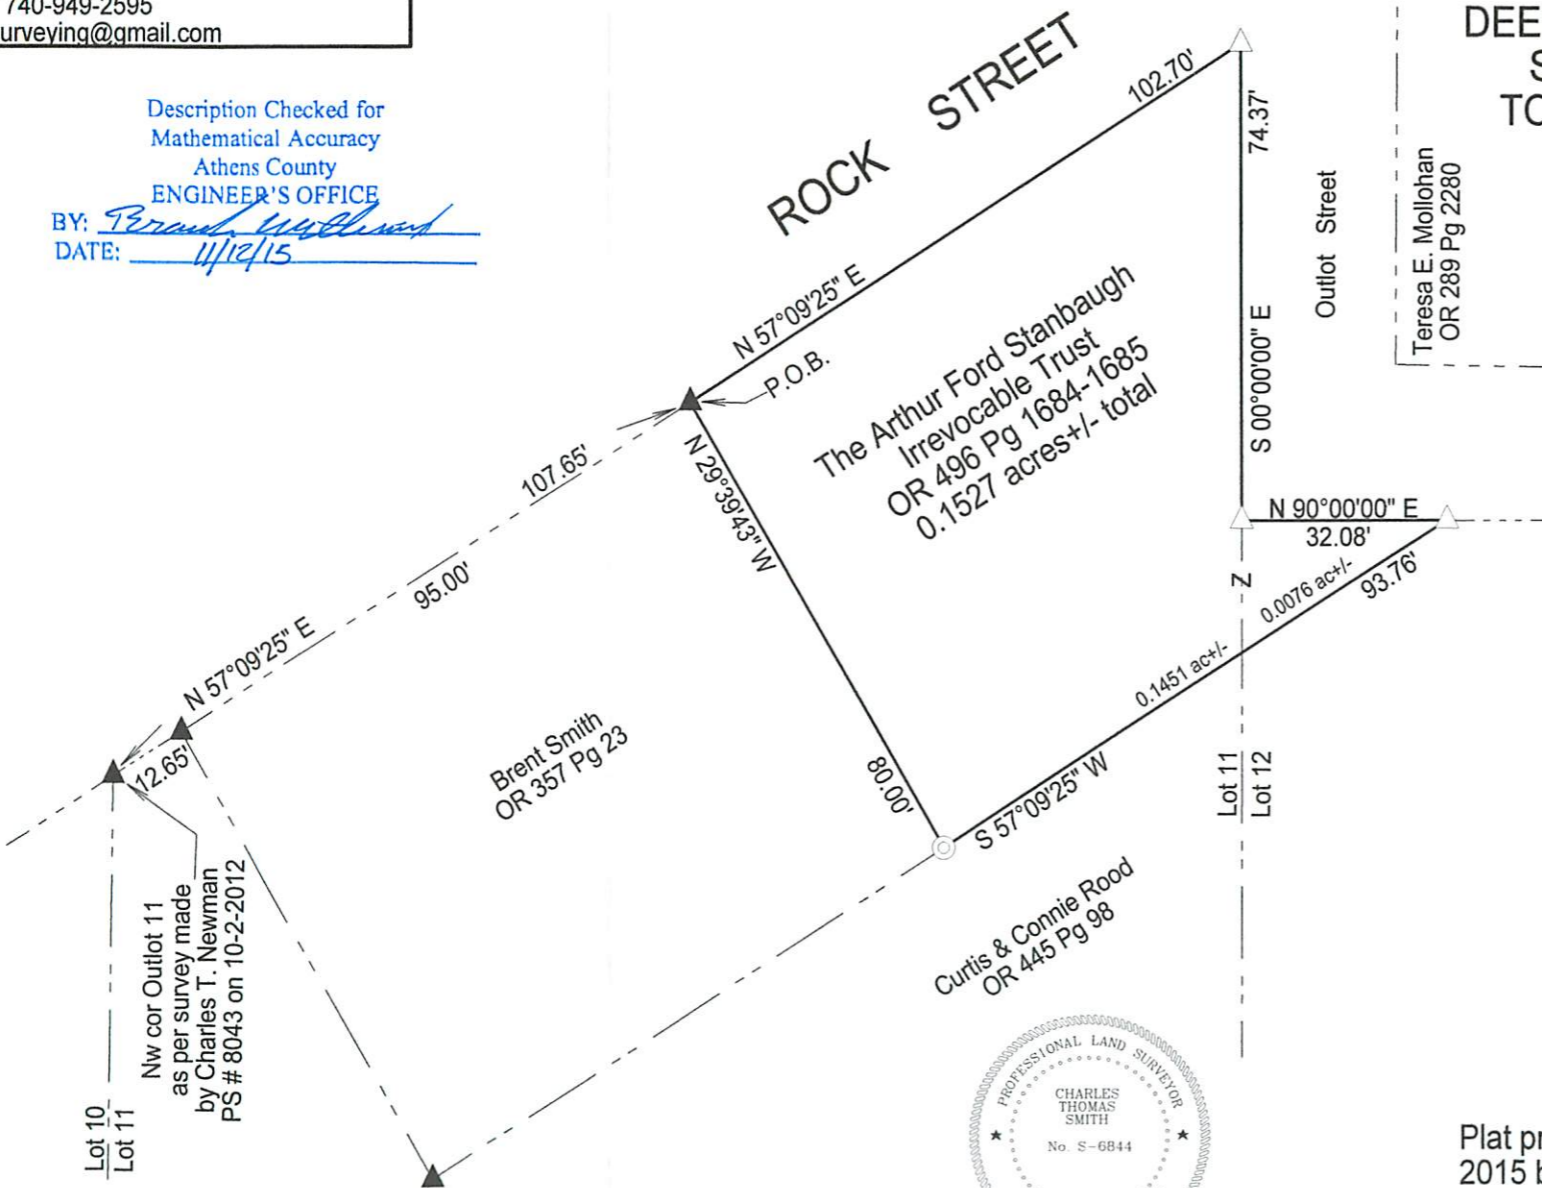 740-949-2595
urveying@gmail.com
Description Checked for
Mathematical Accuracy
Athens County
ENGINEER'S OFFICE
BY:
DATE: 11/12/15
ROCK STREET
102.70'
N 57°09'25" E
P.O.B.
74.37'
S 00°00'00" E
Outlot Street
Teresa E. Mollohan
OR 289 Pg 2280
DEE
S
TO
The Arthur Ford Stanbaugh
Irrevocable Trust
OR 496 Pg 1684-1685
0.1527 acres+/- total
N 29°39'43" W
80.00'
N 90°00'00" E
32.08'
93.76'
0.0076 ac+/-
0.1451 ac+/-
S 57°09'25" W
N
Lot 11
Lot 12
107.65'
95.00'
N 57°09'25" E
12.65'
Brent Smith
OR 357 Pg 23
Nw cor Outlot 11
as per survey made
by Charles T. Newman
PS # 8043 on 10-2-2012
Lot 10
Lot 11
Curtis & Connie Rood
OR 445 Pg 98
PROFESSIONAL LAND SURVEYOR
CHARLES
THOMAS
SMITH
No. S-6844
Plat pr
2015 b